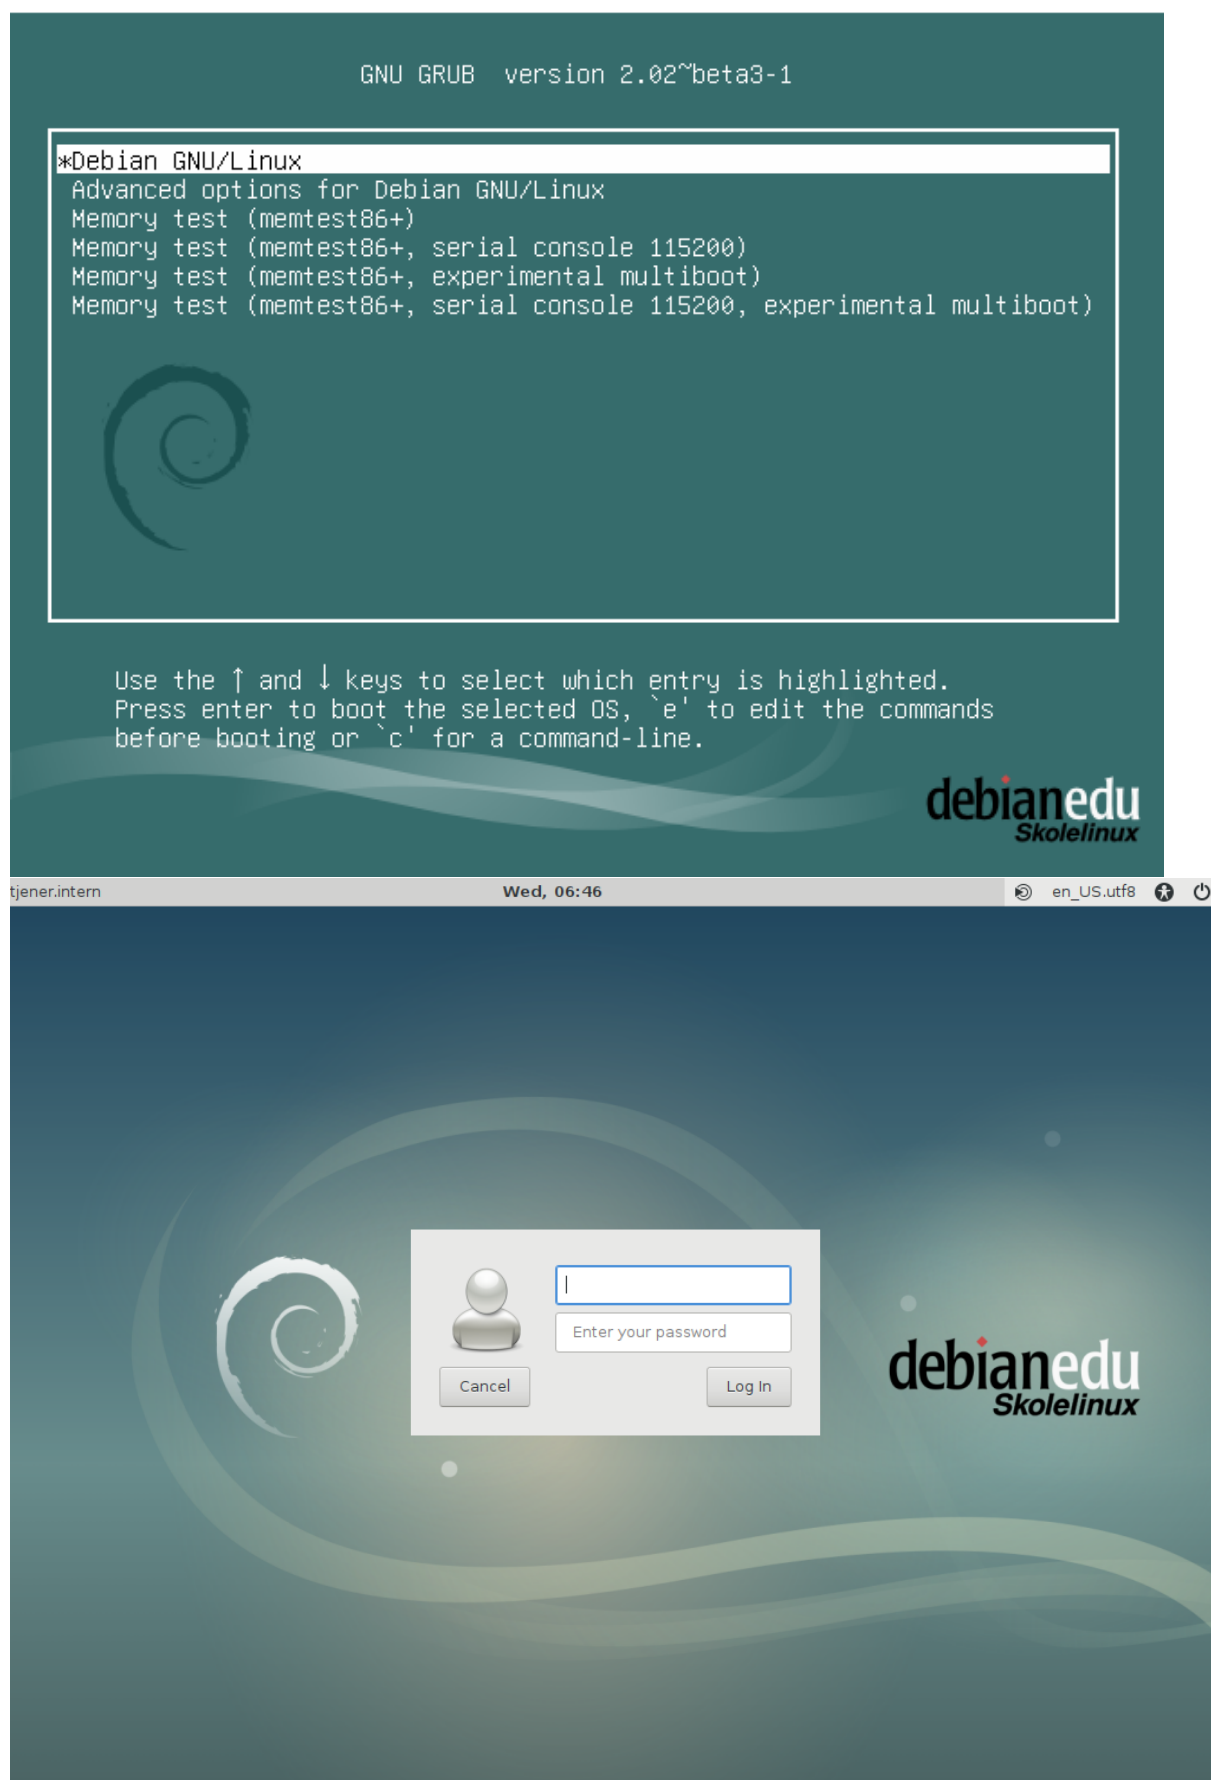 GNU GRUB  version 2.02~beta3-1
*Debian GNU/Linux
Advanced options for Debian GNU/Linux
Memory test (memtest86+)
Memory test (memtest86+, serial console 115200)
Memory test (memtest86+, experimental multiboot)
Memory test (memtest86+, serial console 115200, experimental multiboot)
Use the ↑ and ↓ keys to select which entry is highlighted.
Press enter to boot the selected OS, `e' to edit the commands
before booting or `c' for a command-line.
debianedu
Skolelinux
tjener.intern Wed, 06:46 en_US.utf8
Enter your password
Cancel Log In
debianedu
Skolelinux